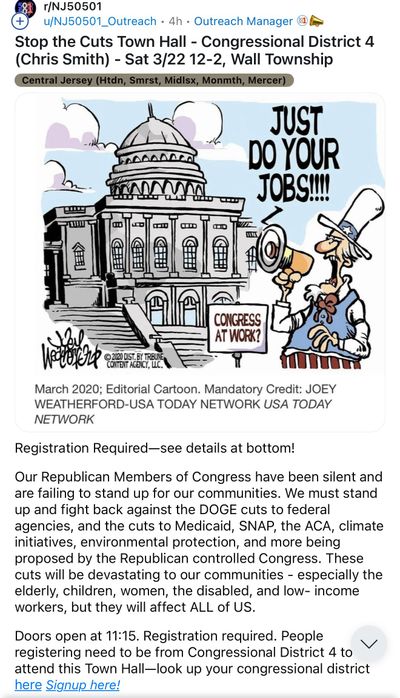 r/NJ50501
u/NJ50501_Outreach · 4h · Outreach Manager
Stop the Cuts Town Hall - Congressional District 4
(Chris Smith) - Sat 3/22 12-2, Wall Township
Central Jersey (Htdn, Smrst, Midlsx, Monmth, Mercer)
JUST
DO YOUR
JOBS!!!!
CONGRESS
AT WORK?
© 2020 DIST. BY TRIBUNE
CONTENT AGENCY, LLC.
March 2020; Editorial Cartoon. Mandatory Credit: JOEY
WEATHERFORD-USA TODAY NETWORK USA TODAY
NETWORK
Registration Required—see details at bottom!
Our Republican Members of Congress have been silent and
are failing to stand up for our communities. We must stand
up and fight back against the DOGE cuts to federal
agencies, and the cuts to Medicaid, SNAP, the ACA, climate
initiatives, environmental protection, and more being
proposed by the Republican controlled Congress. These
cuts will be devastating to our communities - especially the
elderly, children, women, the disabled, and low- income
workers, but they will affect ALL of US.
Doors open at 11:15. Registration required. People
registering need to be from Congressional District 4 to
attend this Town Hall—look up your congressional district
here Signup here!